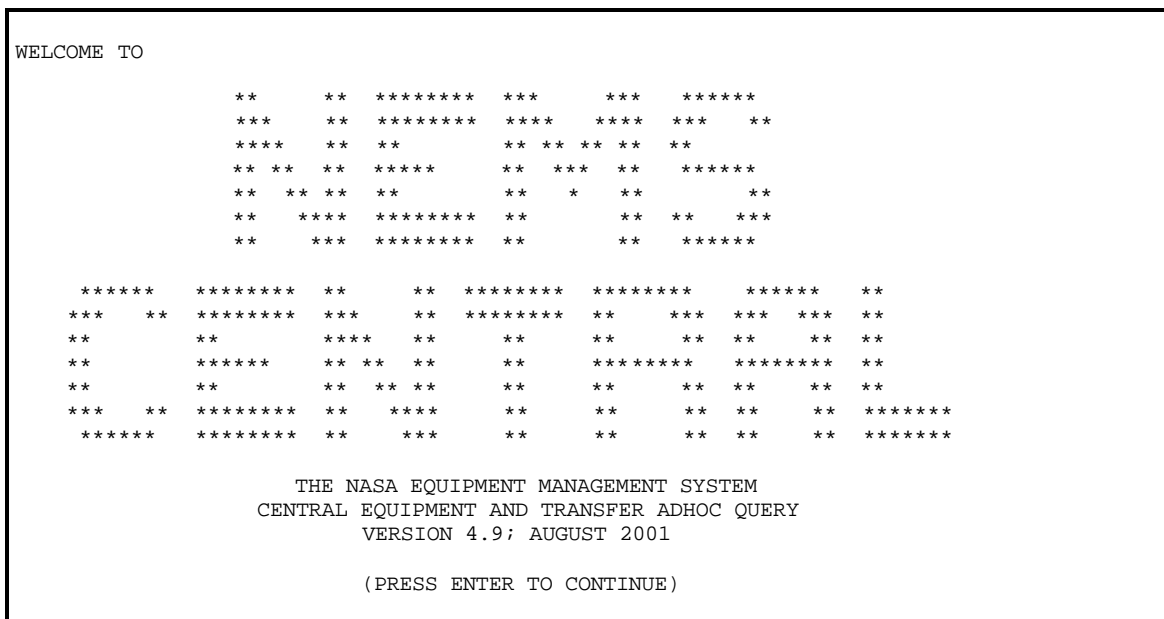 WELCOME TO
NEMS
CENTRAL
THE NASA EQUIPMENT MANAGEMENT SYSTEM
CENTRAL EQUIPMENT AND TRANSFER ADHOC QUERY
VERSION 4.9; AUGUST 2001
(PRESS ENTER TO CONTINUE)